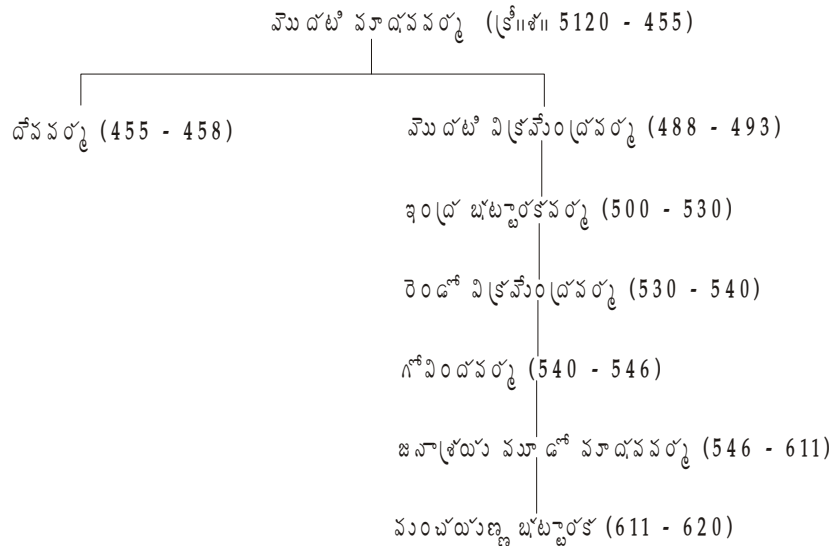 మొదటి మాధవవర్మ (క్రీ॥శ॥ 5120 - 455)
దేవవర్మ (455 - 458)
మొదటి విక్రమేంద్రవర్మ (488 - 493)
ఇంద్ర భట్టారకవర్మ (500 - 530)
రెండో విక్రమేంద్రవర్మ (530 - 540)
గోవిందవర్మ (540 - 546)
జనాశ్రయ మూడో మాధవవర్మ (546 - 611)
మంచయణ్ణ భట్టారక (611 - 620)